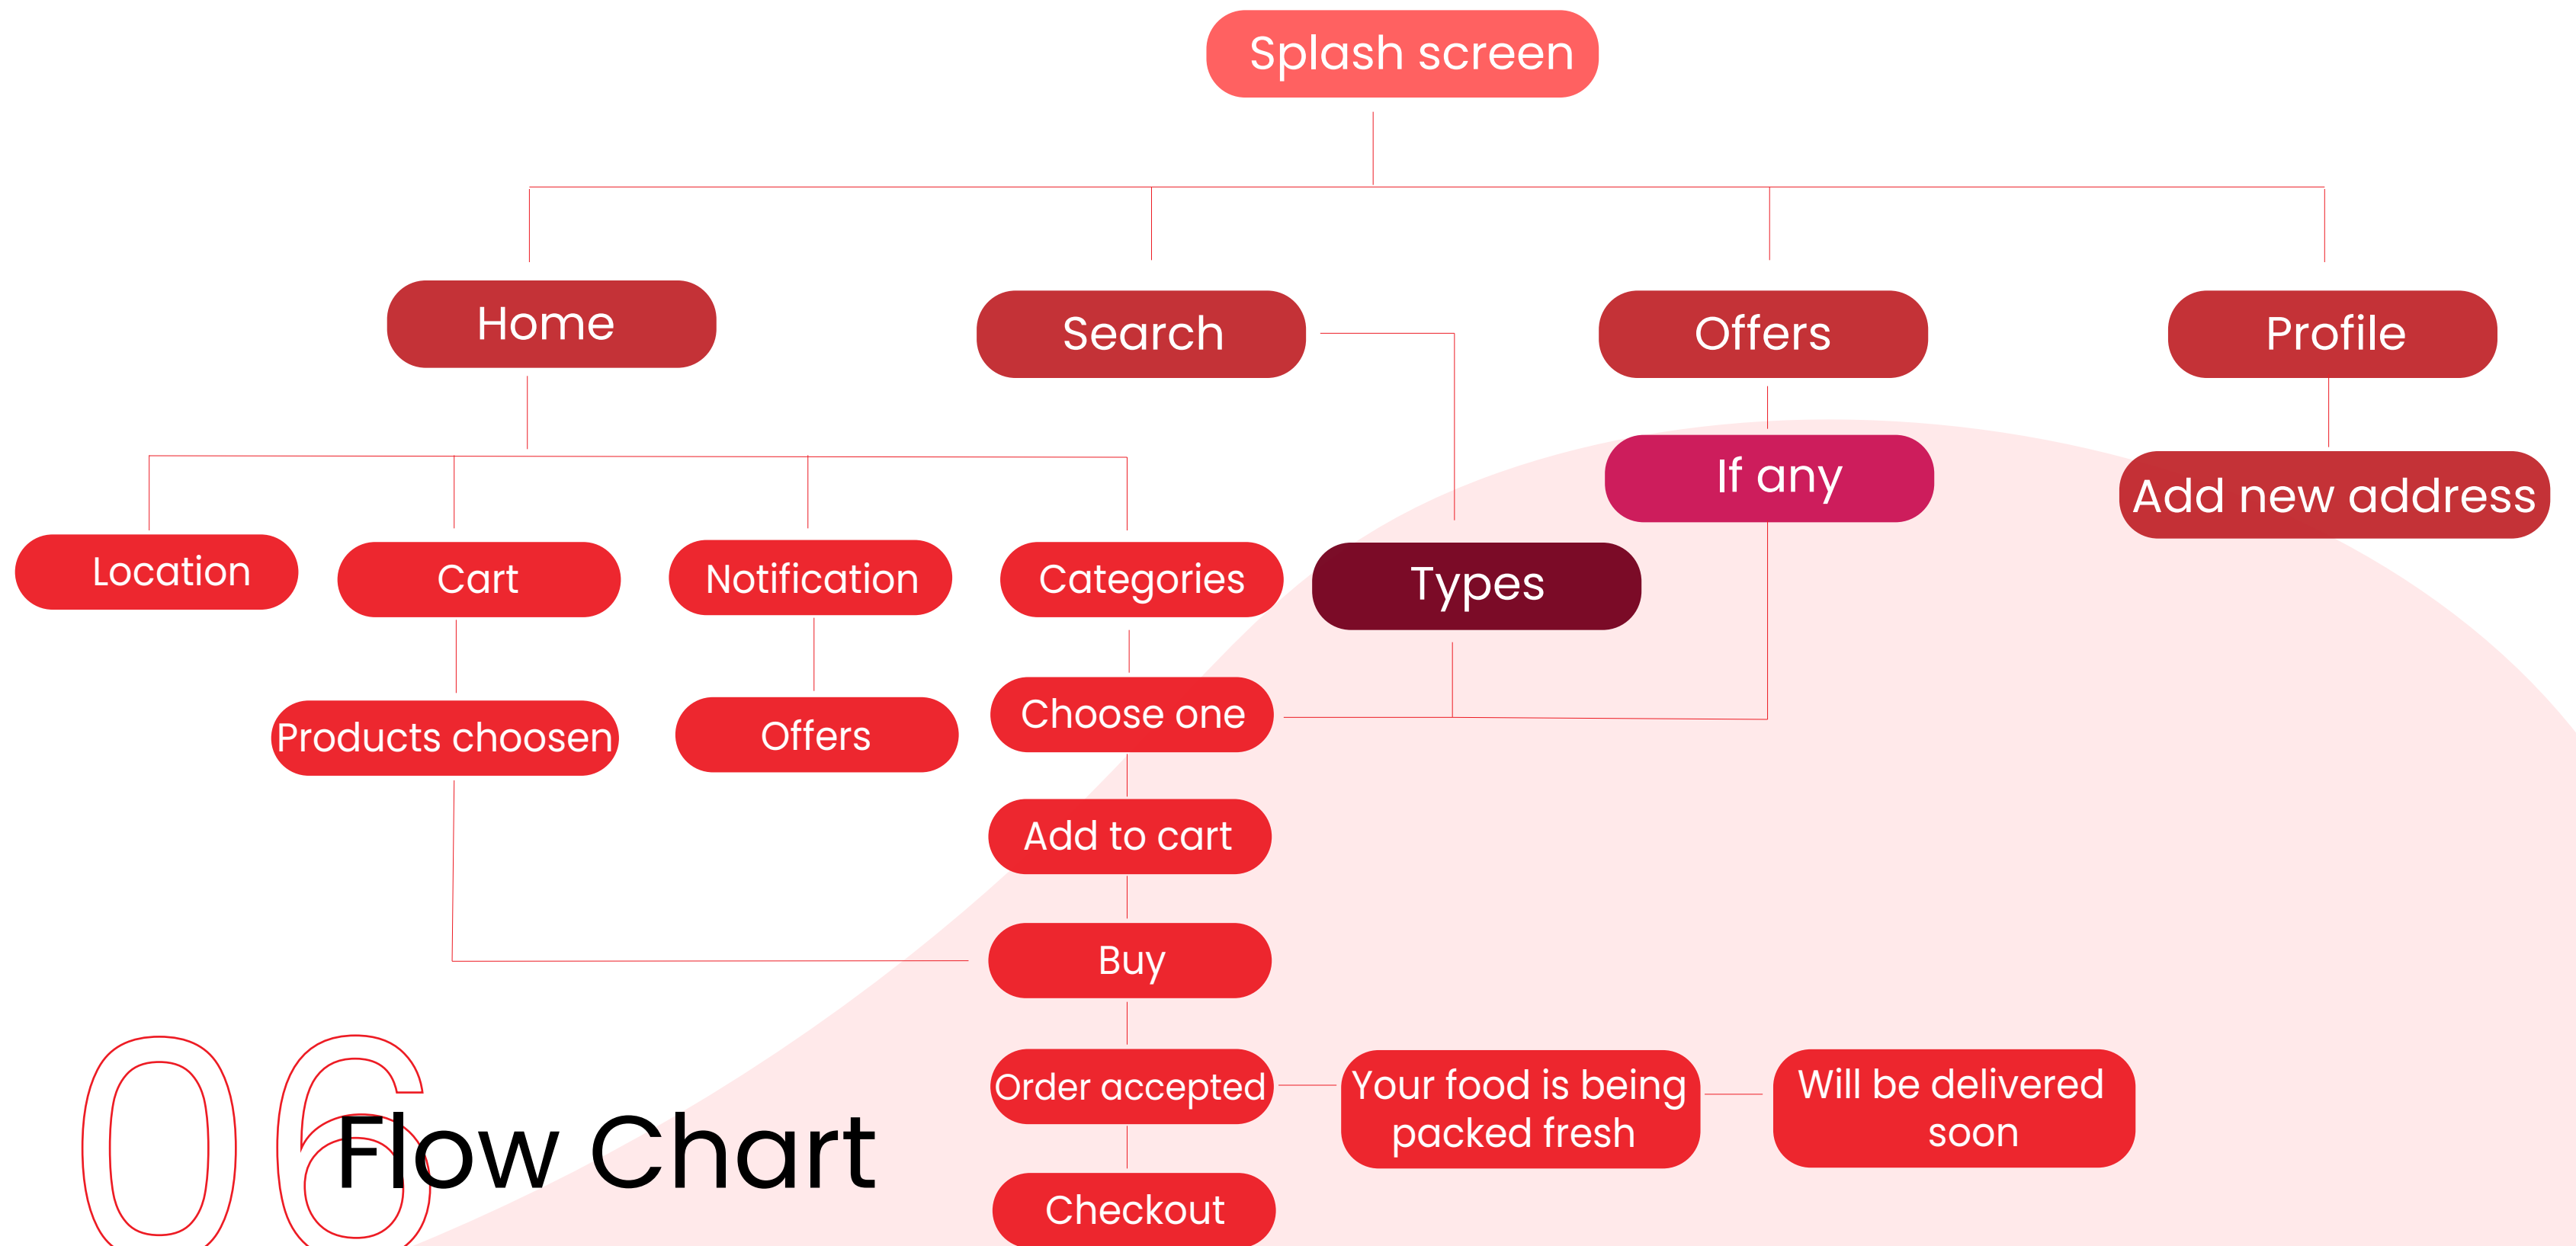 Splash screen
Home
Search
Offers
Profile
If any
Add new address
Location
Cart
Notification
Categories
Types
Products choosen
Offers
Choose one
Add to cart
Buy
Order accepted
Your food is being
packed fresh
Will be delivered
soon
06
Flow Chart
Checkout